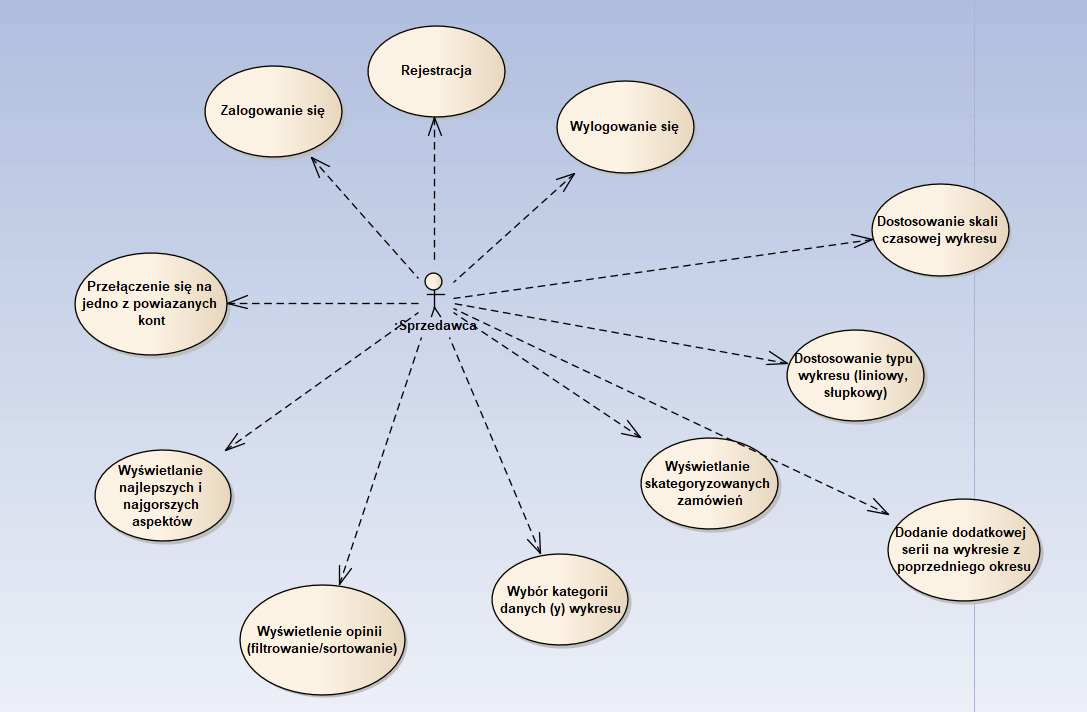 Rejestracja
Zalogowanie się
Wylogowanie się
Dostosowanie skali
czasowej wykresu
Przełączenie się na
jedno z powiazanych
kont
Sprzedawca
Dostosowanie typu
wykresu (liniowy,
słupkowy)
Wyświetlanie
najlepszych i
najgorszych
aspektów
Wyświetlanie
skategoryzowanych
zamówień
Dodanie dodatkowej
serii na wykresie z
poprzedniego okresu
Wybór kategorii
danych (y) wykresu
Wyświetlenie opinii
(filtrowanie/sortowanie)